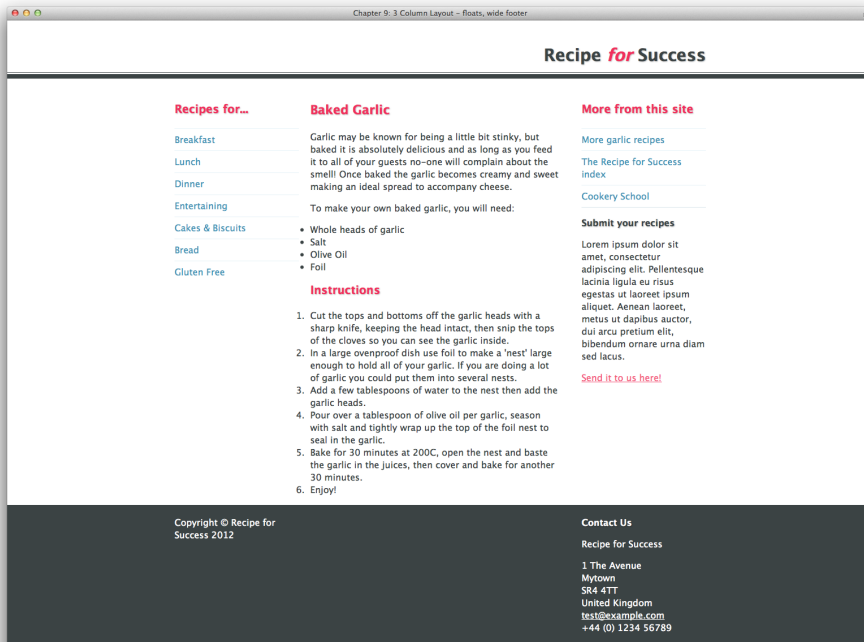 Chapter 9: 3 Column Layout - floats, wide footer
Recipe for Success
Recipes for...
Breakfast
Lunch
Dinner
Entertaining
Cakes & Biscuits
Bread
Gluten Free
Baked Garlic
Garlic may be known for being a little bit stinky, but
baked it is absolutely delicious and as long as you feed
it to all of your guests no-one will complain about the
smell! Once baked the garlic becomes creamy and sweet
making an ideal spread to accompany cheese.
To make your own baked garlic, you will need:
• Whole heads of garlic
• Salt
• Olive Oil
• Foil
Instructions
1. Cut the tops and bottoms off the garlic heads with a
sharp knife, keeping the head intact, then snip the tops
of the cloves so you can see the garlic inside.
2. In a large ovenproof dish use foil to make a 'nest' large
enough to hold all of your garlic. If you are doing a lot
of garlic you could put them into several nests.
3. Add a few tablespoons of water to the nest then add the
garlic heads.
4. Pour over a tablespoon of olive oil per garlic, season
with salt and tightly wrap up the top of the foil nest to
seal in the garlic.
5. Bake for 30 minutes at 200C, open the nest and baste
the garlic in the juices, then cover and bake for another
30 minutes.
6. Enjoy!
More from this site
More garlic recipes
The Recipe for Success
index
Cookery School
Submit your recipes
Lorem ipsum dolor sit
amet, consectetur
adipiscing elit. Pellentesque
lacinia ligula eu risus
egestas ut laoreet ipsum
aliquet. Aenean laoreet,
metus ut dapibus auctor,
dui arcu pretium elit,
bibendum ornare urna diam
sed lacus.
Send it to us here!
Copyright © Recipe for
Success 2012
Contact Us
Recipe for Success
1 The Avenue
Mytown
SR4 4TT
United Kingdom
test@example.com
+44 (0) 1234 56789